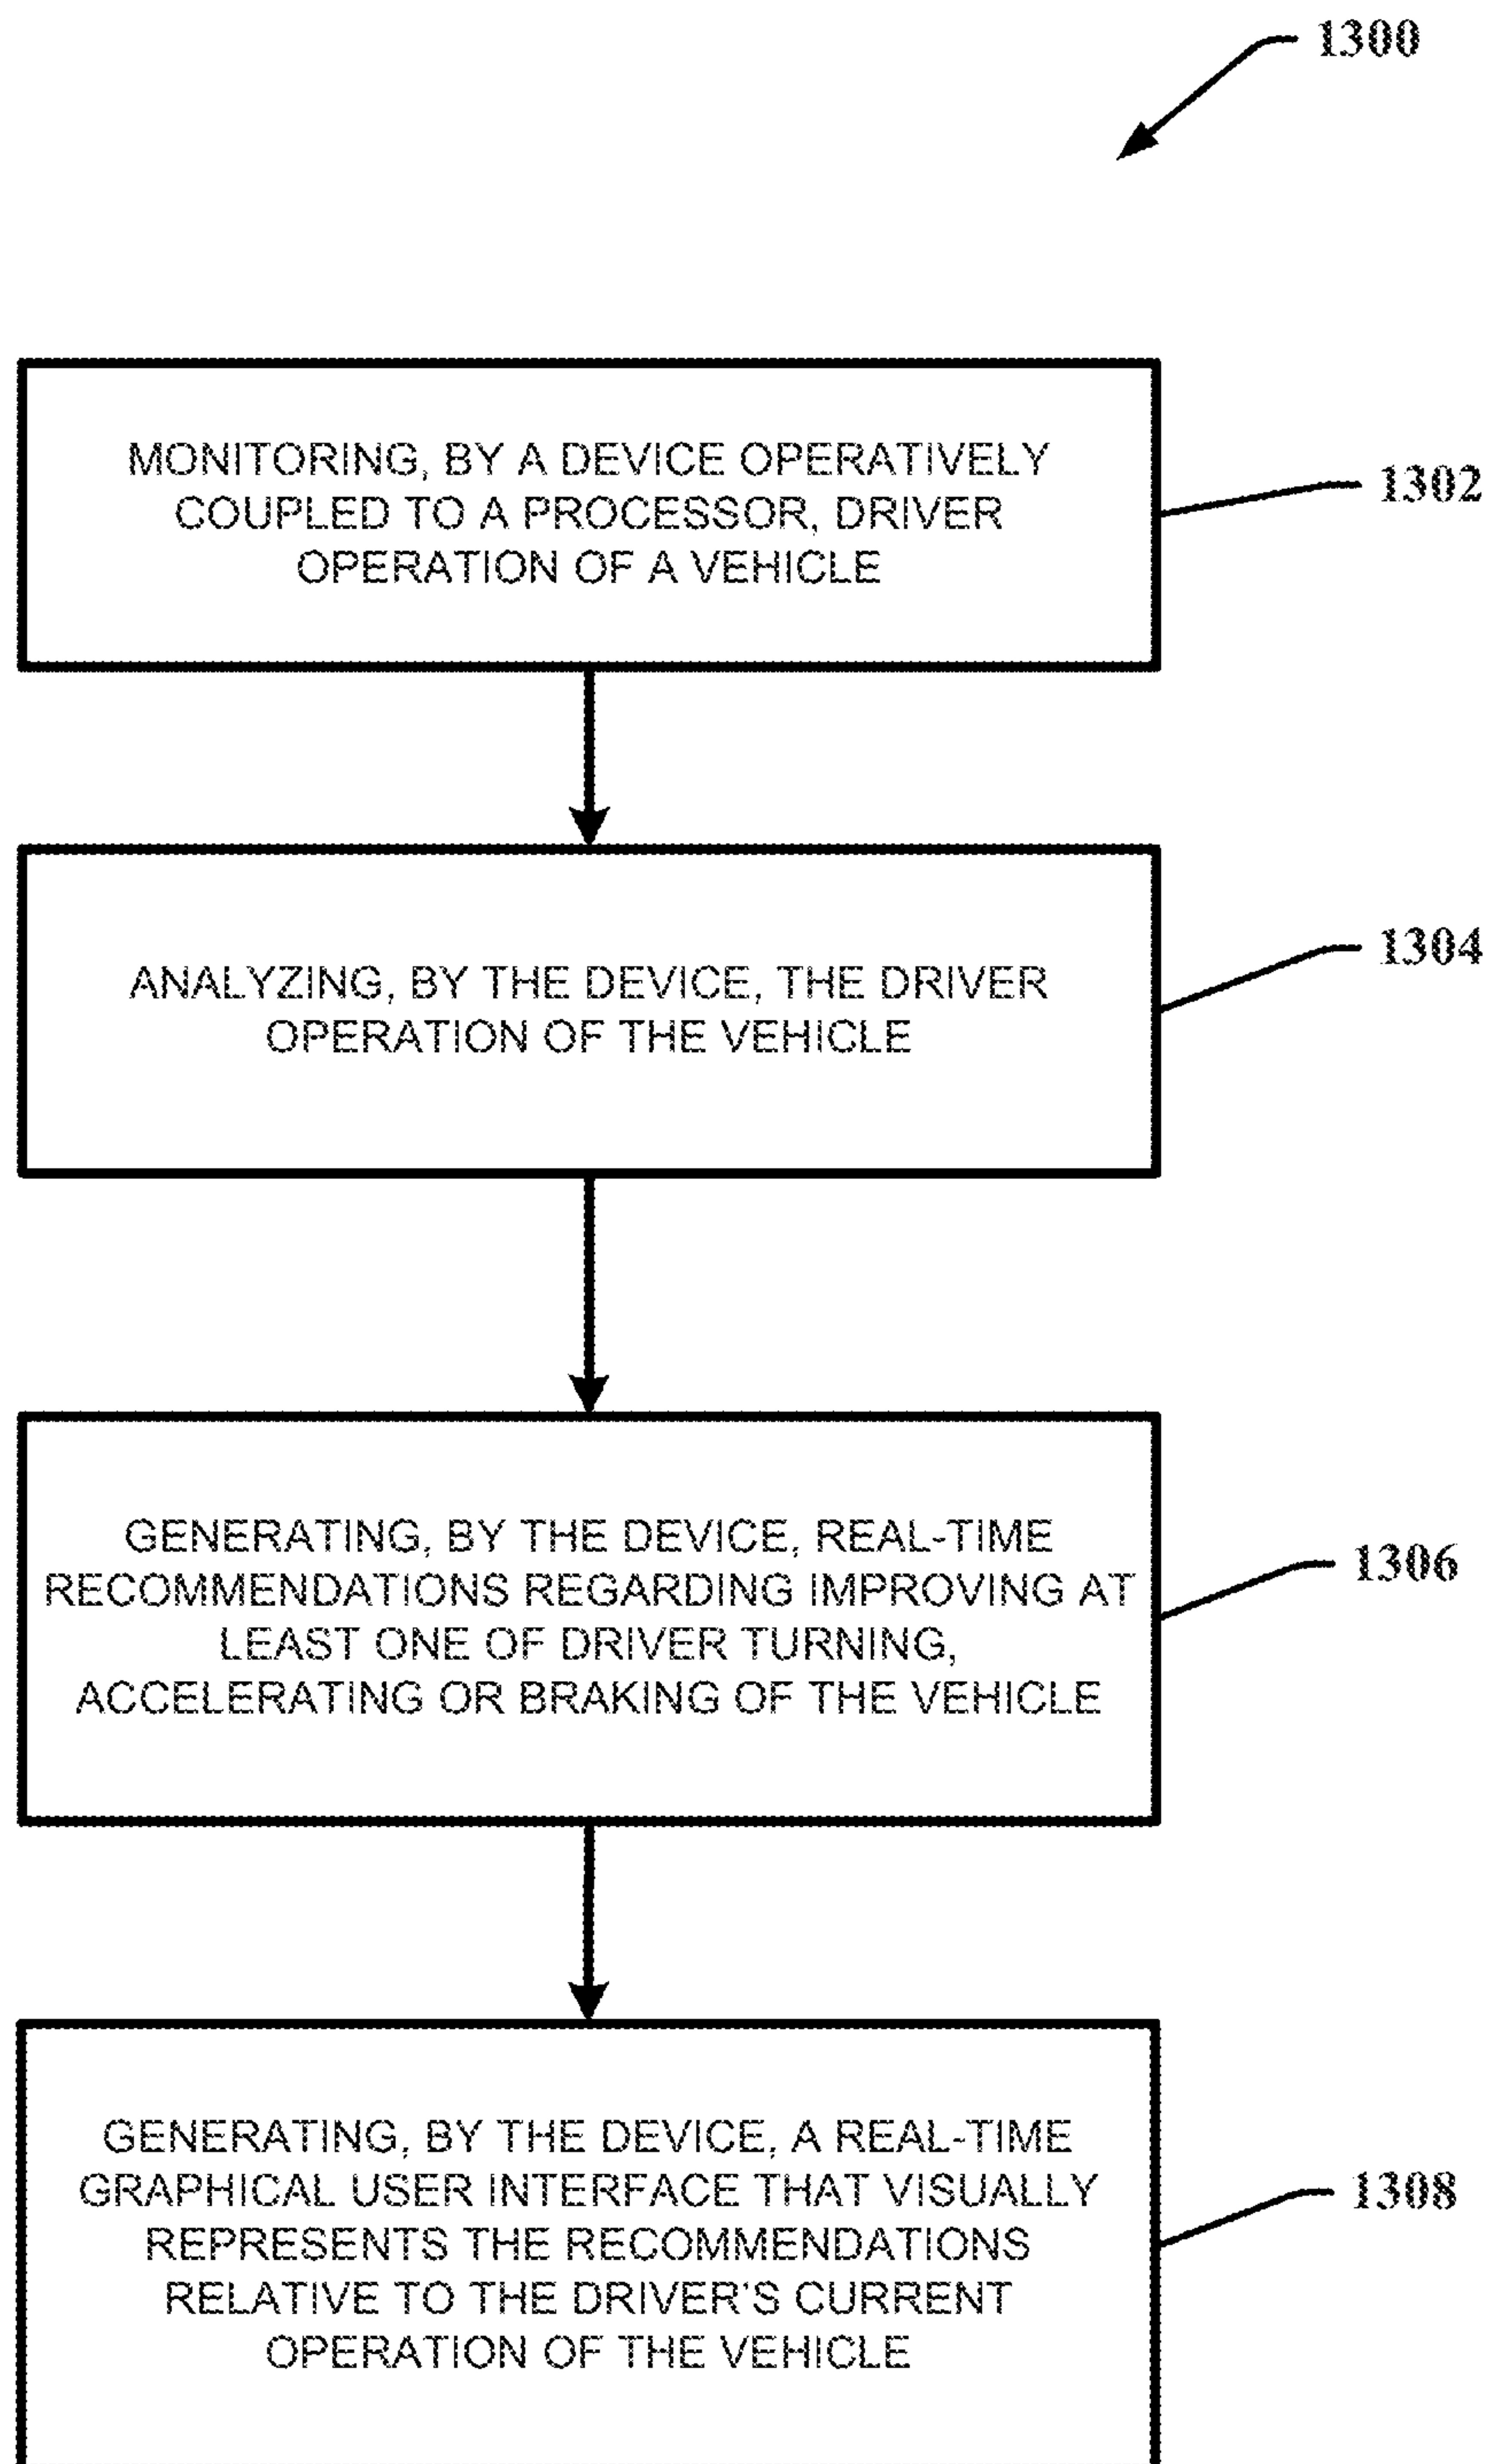 1300
MONITORING, BY A DEVICE OPERATIVELY
COUPLED TO A PROCESSOR, DRIVER
OPERATION OF A VEHICLE
1302
ANALYZING, BY THE DEVICE, THE DRIVER
OPERATION OF THE VEHICLE
1304
GENERATING, BY THE DEVICE, REAL-TIME
RECOMMENDATIONS REGARDING IMPROVING AT
LEAST ONE OF DRIVER TURNING,
ACCELERATING OR BRAKING OF THE VEHICLE
1306
GENERATING, BY THE DEVICE, A REAL-TIME
GRAPHICAL USER INTERFACE THAT VISUALLY
REPRESENTS THE RECOMMENDATIONS
RELATIVE TO THE DRIVER'S CURRENT
OPERATION OF THE VEHICLE
1308